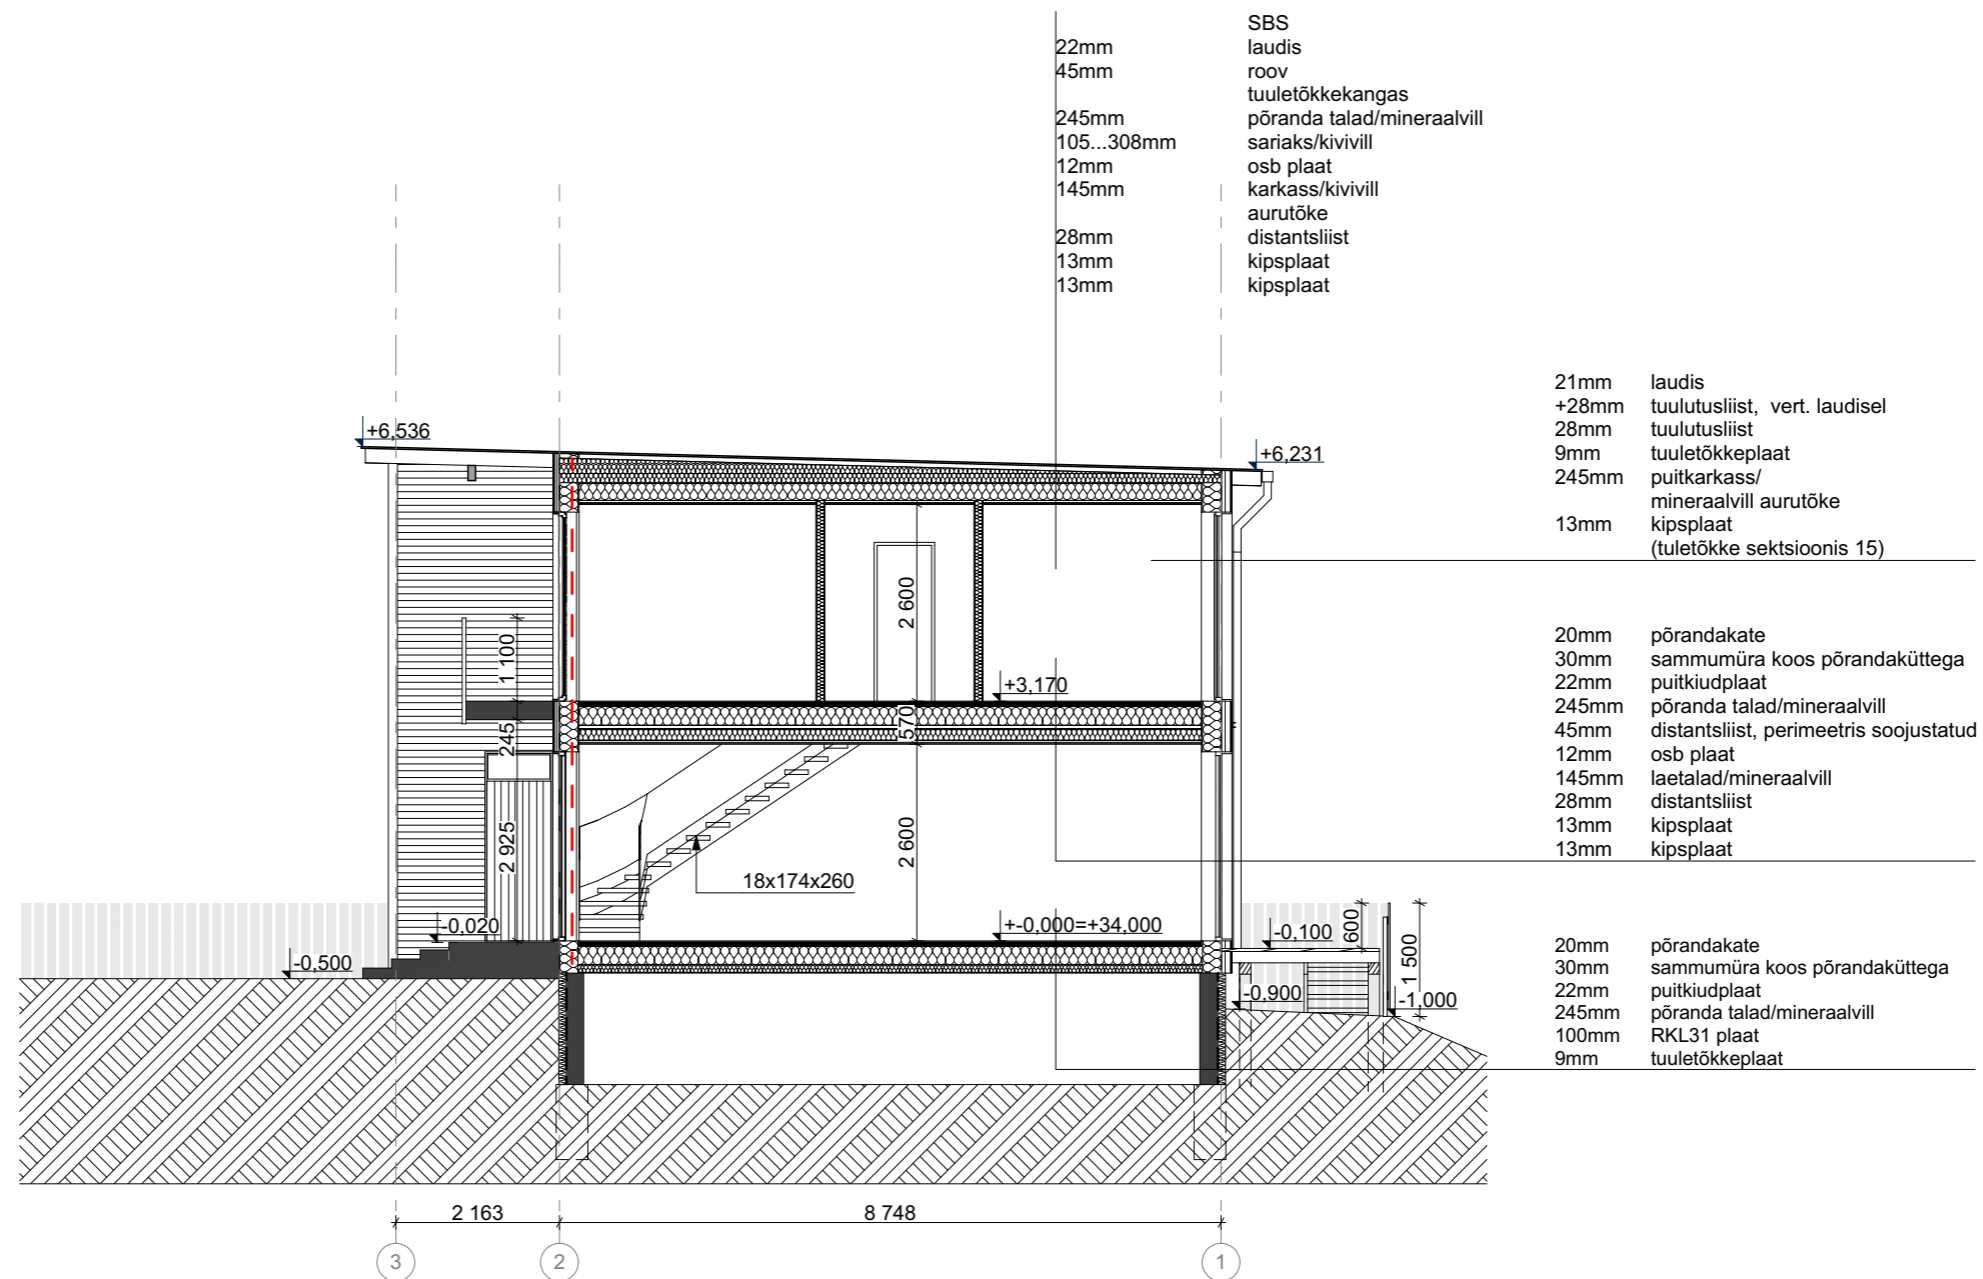 SBS
22mm laudis
45mm roov
tuuletõkkekangas
245mm põranda talad/mineraalvill
105...308mm sariaks/kivivill
12mm osb plaat
145mm karkass/kivivill
aurutõke
28mm distantsliist
13mm kipsplaat
13mm kipsplaat
21mm laudis
+28mm tuulutusliist, vert. laudisel
28mm tuulutusliist
9mm tuuletõkkeplaat
245mm puitkarkass/
mineraalvill aurutõke
13mm kipsplaat
(tuletõkke sektsioonis 15)
+6,536
+6,231
2 600
1 100
+3,170
570
245
20mm põrandakate
30mm sammumüra koos põrandaküttega
22mm puitkiudplaat
245mm põranda talad/mineraalvill
45mm distantsliist, perimeetris soojustatud
12mm osb plaat
145mm laetalad/mineraalvill
28mm distantsliist
13mm kipsplaat
13mm kipsplaat
2 925
2 600
18x174x260
-0,020
+-0,000=+34,000
-0,100
600
1 500
-0,500
-0,900
-1,000
20mm põrandakate
30mm sammumüra koos põrandaküttega
22mm puitkiudplaat
245mm põranda talad/mineraalvill
100mm RKL31 plaat
9mm tuuletõkkeplaat
2 163
8 748
3
2
1